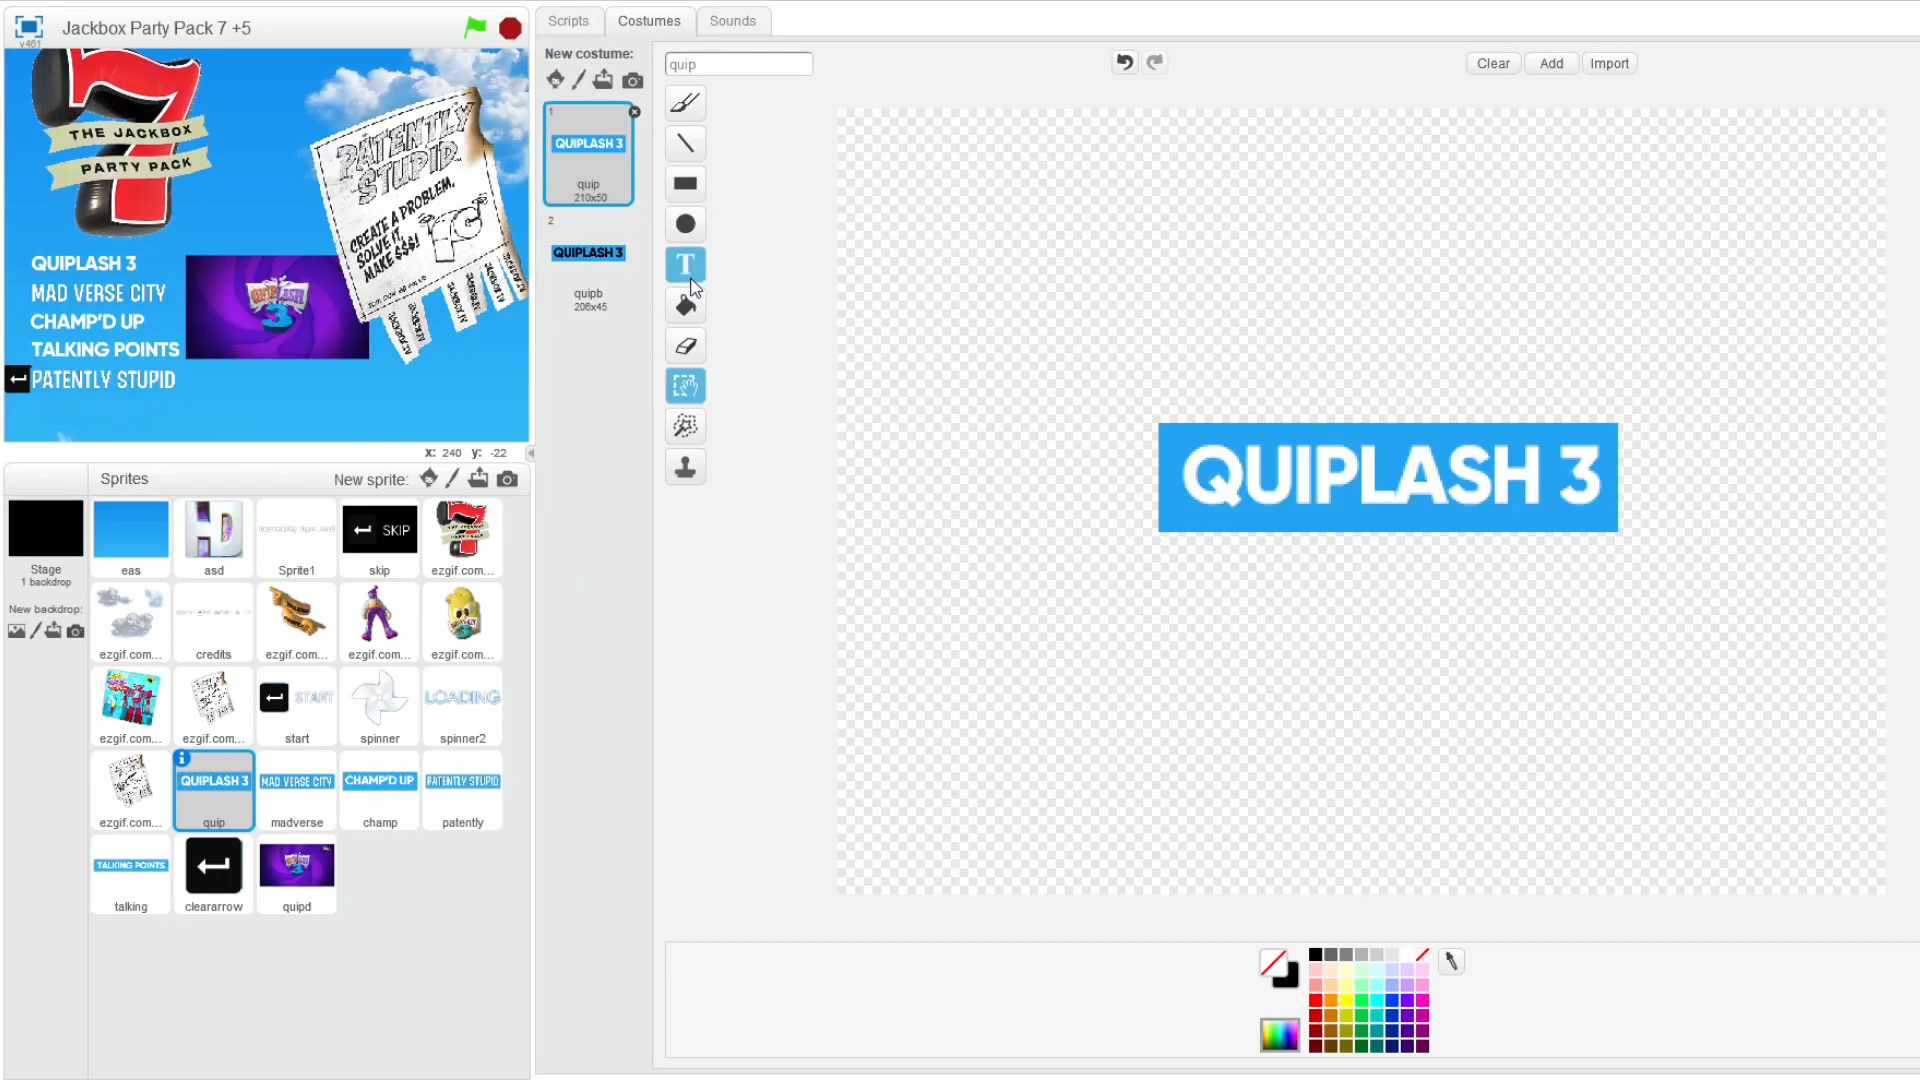 Jackbox Party Pack 7 +5
v461
THE JACKBOX
PARTY PACK
PATENTLY
STUPID
CREATE A PROBLEM.
SOLVE IT.
MAKE $$$!
QUIPLASH 3
MAD VERSE CITY
CHAMP'D UP
TALKING POINTS
PATENTLY STUPID
QUIPLASH
3
x: 240 y: -22
Scripts
Costumes
Sounds
New costume:
1
QUIPLASH 3
quip
210x50
2
QUIPLASH 3
quipb
206x45
quip
Clear
Add
Import
T
QUIPLASH 3
Sprites
New sprite:
Stage
1 backdrop
New backdrop:
eas
HD
asd
Sprite1
SKIP
skip
ezgif.com...
ezgif.com...
credits
ezgif.com...
ezgif.com...
ezgif.com...
ezgif.com...
ezgif.com...
START
start
spinner
LOADING
spinner2
ezgif.com...
QUIPLASH 3
quip
MAD VERSE CITY
madverse
CHAMP'D UP
champ
PATENTLY STUPID
patently
TALKING POINTS
talking
cleararrow
quipd